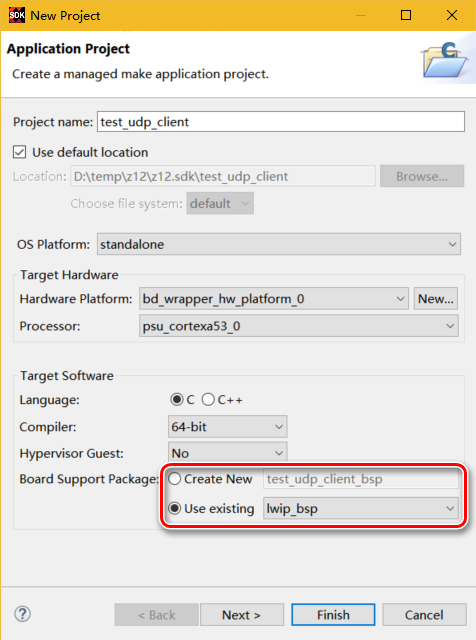 SDK New Project
Application Project
Create a managed make application project.
Project name: test_udp_client
Use default location
Location: D:\temp\z12\z12.sdk\test_udp_client Browse...
Choose file system: default
OS Platform: standalone
Target Hardware
Hardware Platform: bd_wrapper_hw_platform_0 New...
Processor: psu_cortexa53_0
Target Software
Language: C C++
Compiler: 64-bit
Hypervisor Guest: No
Board Support Package: Create New test_udp_client_bsp
Use existing lwip_bsp
? < Back Next > Finish Cancel